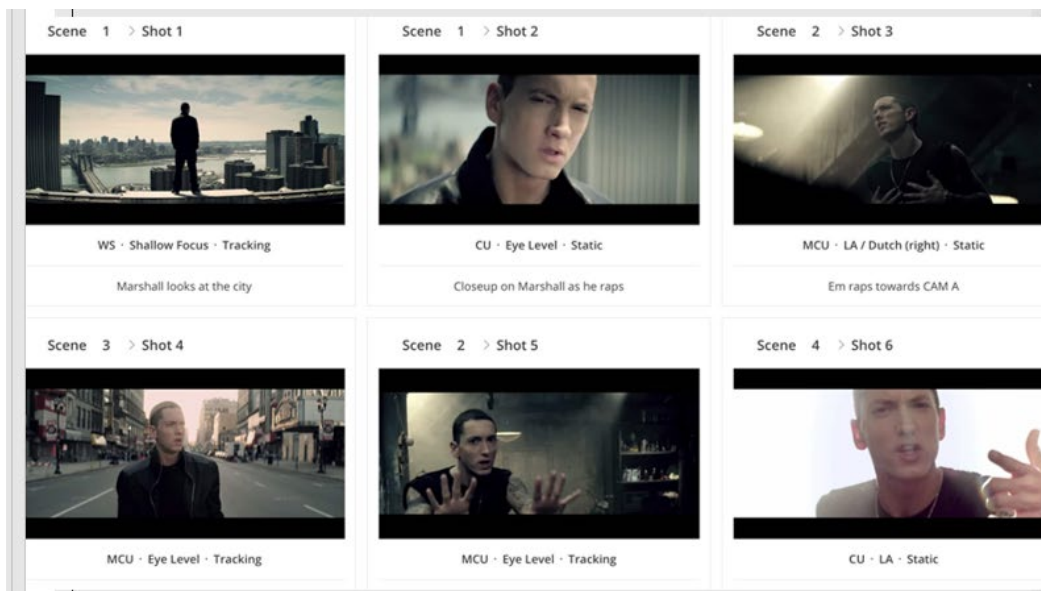 Scene 1 > Shot 1
Scene 1 > Shot 2
Scene 2 > Shot 3
WS · Shallow Focus · Tracking
CU · Eye Level · Static
MCU · LA / Dutch (right) · Static
Marshall looks at the city
Closeup on Marshall as he raps
Em raps towards CAM A
Scene 3 > Shot 4
Scene 2 > Shot 5
Scene 4 > Shot 6
MCU · Eye Level · Tracking
MCU · Eye Level · Tracking
CU · LA · Static